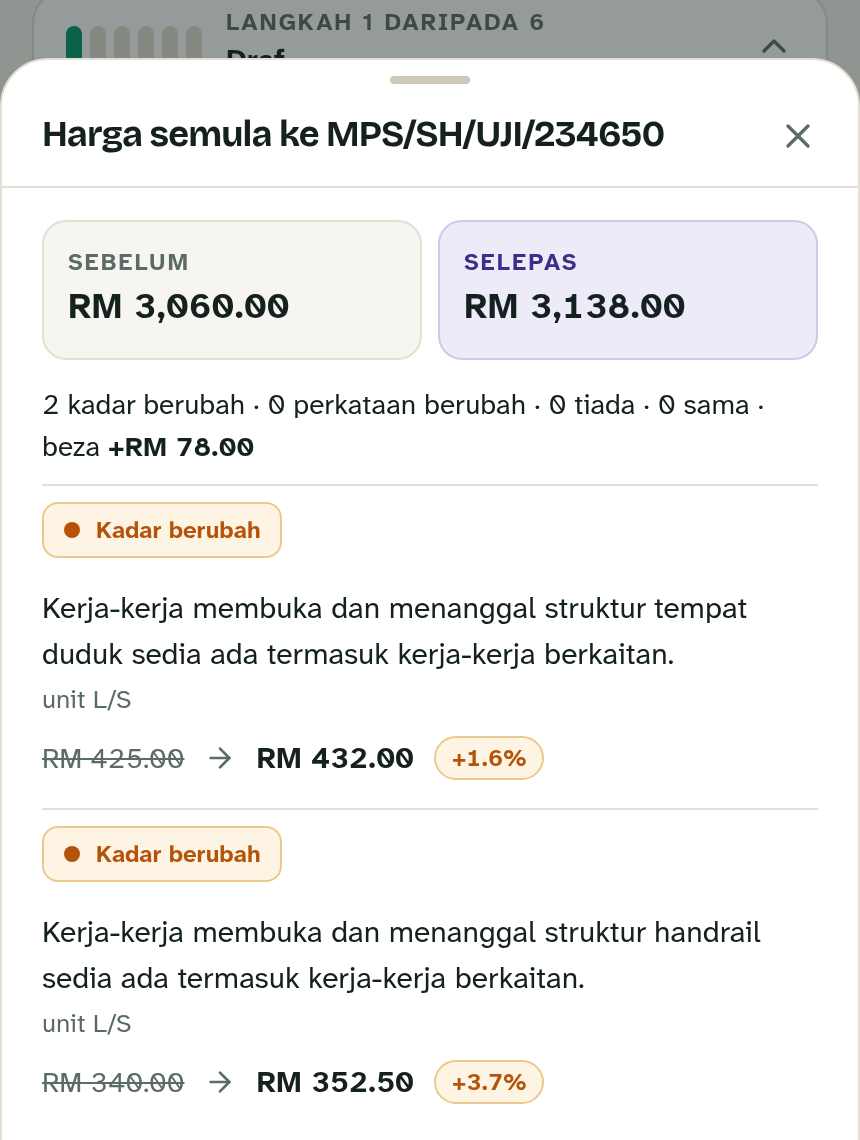 LANGKAH 1 DARIPADA 6
Draf
Harga semula ke MPS/SH/UJI/234650
SEBELUM
RM 3,060.00
SELEPAS
RM 3,138.00
2 kadar berubah · 0 perkataan berubah · 0 tiada · 0 sama ·
beza +RM 78.00
Kadar berubah
Kerja-kerja membuka dan menanggal struktur tempat
duduk sedia ada termasuk kerja-kerja berkaitan.
unit L/S
RM 425.00 → RM 432.00 +1.6%
Kadar berubah
Kerja-kerja membuka dan menanggal struktur handrail
sedia ada termasuk kerja-kerja berkaitan.
unit L/S
RM 340.00 → RM 352.50 +3.7%